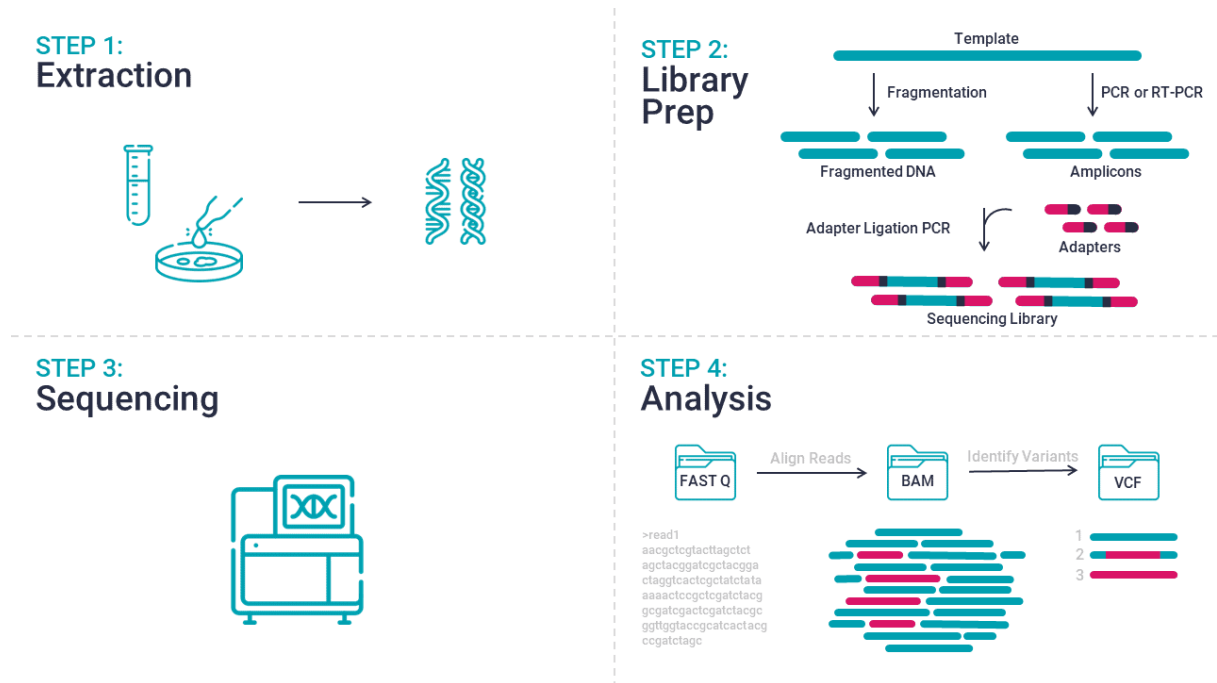 STEP 1:
Extraction
STEP 2:
Library
Prep
Template
Fragmentation
PCR or RT-PCR
Fragmented DNA
Amplicons
Adapter Ligation PCR
Adapters
Sequencing Library
STEP 3:
Sequencing
STEP 4:
Analysis
FAST Q
Align Reads
BAM
Identify Variants
VCF
>read1
aacgctcgtacttagctct
agctacggatcgctacgga
ctaggtcactcgctatctata
aaaactccgctcgatctacg
gcgatcgactcgatctacgc
ggttggtaccgcatcactacg
ccgatctagc
1
2
3